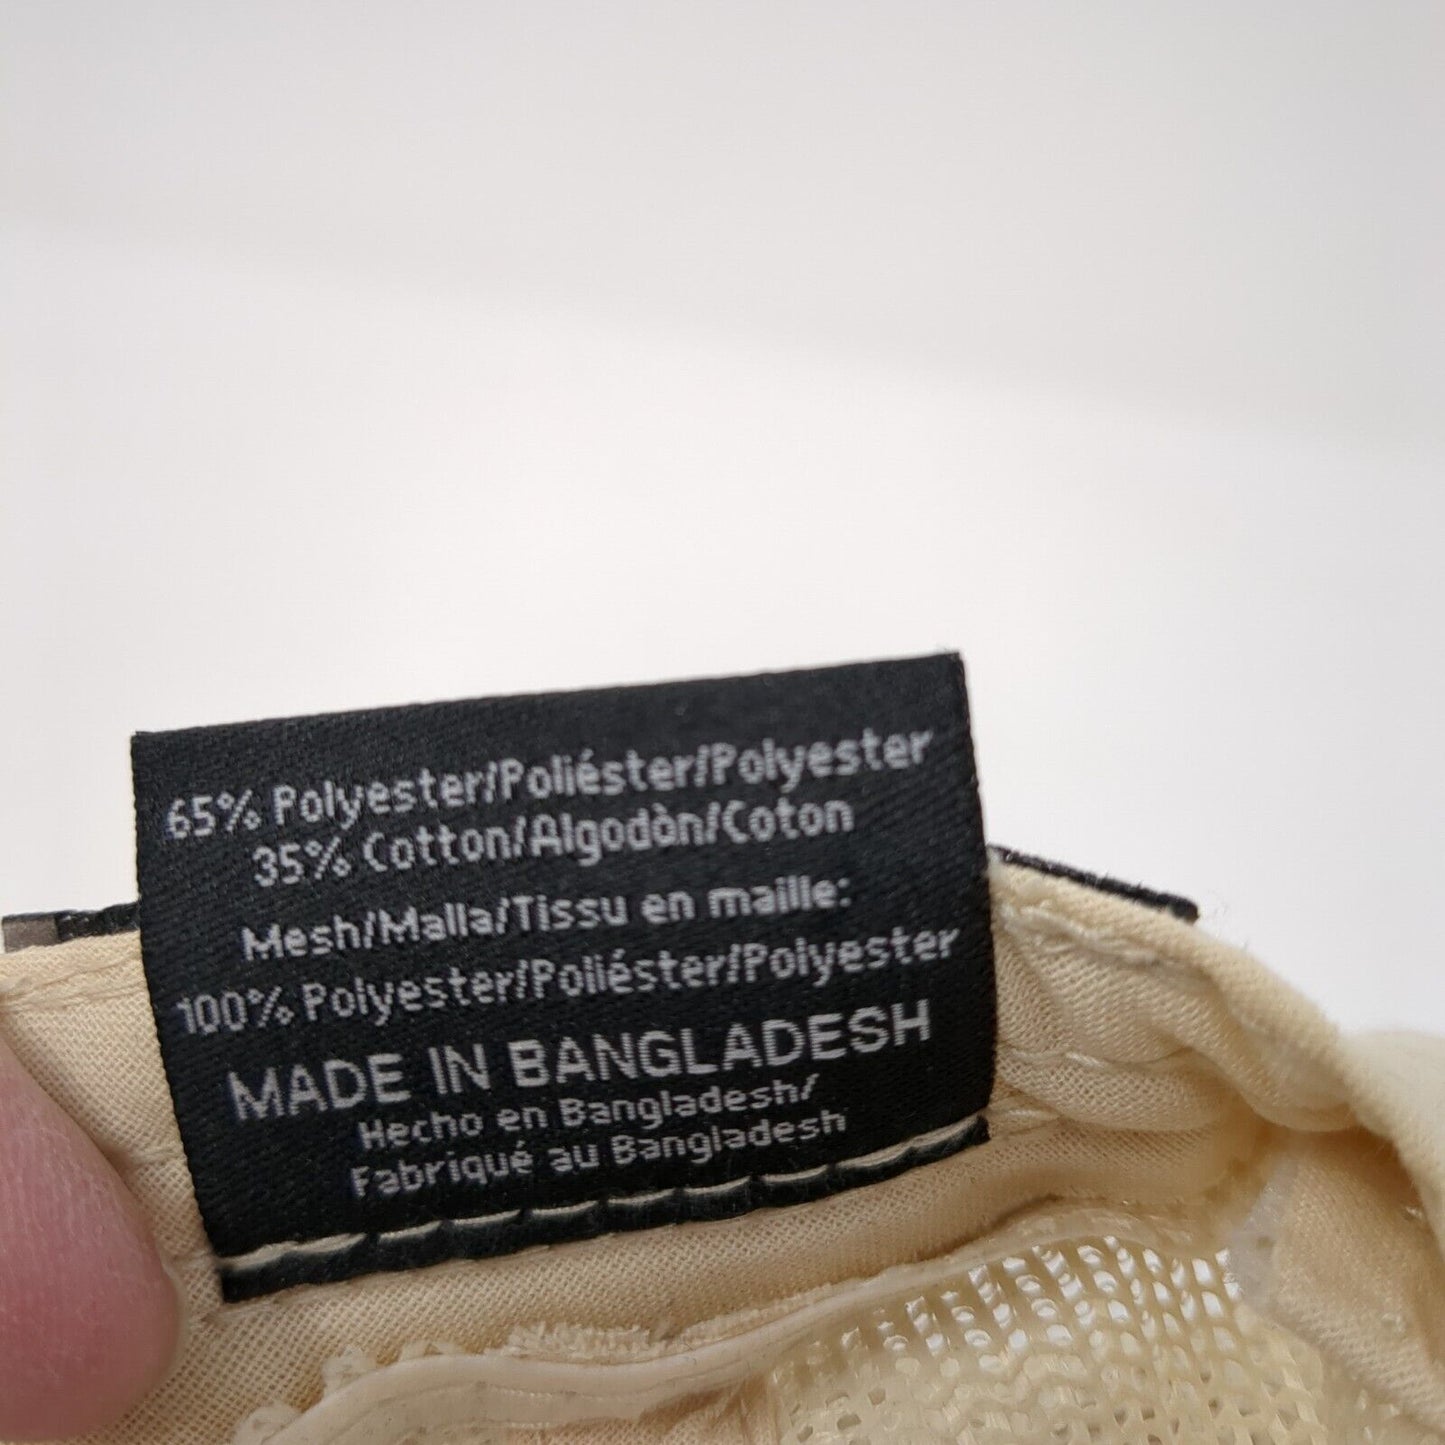 65% Polyester/Poliéster/Polyester
35% Cotton/Algodòn/Coton
Mesh/Malla/Tissu en maille:
100% Polyester/Poliéster/Polyester
MADE IN BANGLADESH
Hecho en Bangladesh/
Fabriqué au Bangladesh